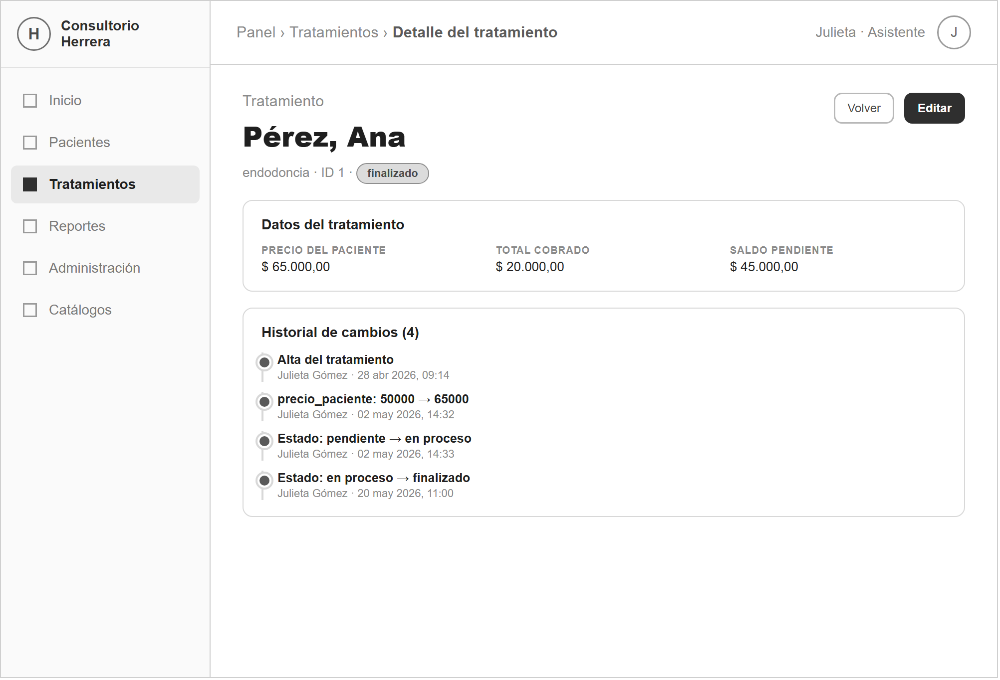 H
Consultorio
Herrera
Panel › Tratamientos › Detalle del tratamiento
Julieta · Asistente
J
Inicio
Pacientes
Tratamientos
Reportes
Administración
Catálogos
Tratamiento
Volver
Editar
Pérez, Ana
endodoncia · ID 1 · finalizado
Datos del tratamiento
PRECIO DEL PACIENTE
$ 65.000,00
TOTAL COBRADO
$ 20.000,00
SALDO PENDIENTE
$ 45.000,00
Historial de cambios (4)
Alta del tratamiento
Julieta Gómez · 28 abr 2026, 09:14
precio_paciente: 50000 → 65000
Julieta Gómez · 02 may 2026, 14:32
Estado: pendiente → en proceso
Julieta Gómez · 02 may 2026, 14:33
Estado: en proceso → finalizado
Julieta Gómez · 20 may 2026, 11:00